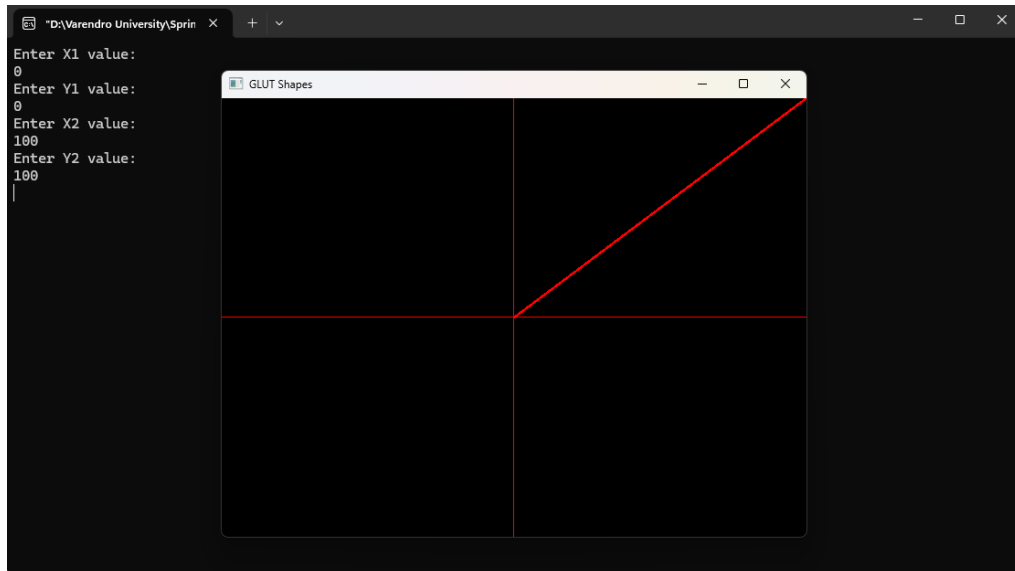 "D:\Varendro University\Sprin
Enter X1 value:
0
Enter Y1 value:
0
Enter X2 value:
100
Enter Y2 value:
100
GLUT Shapes